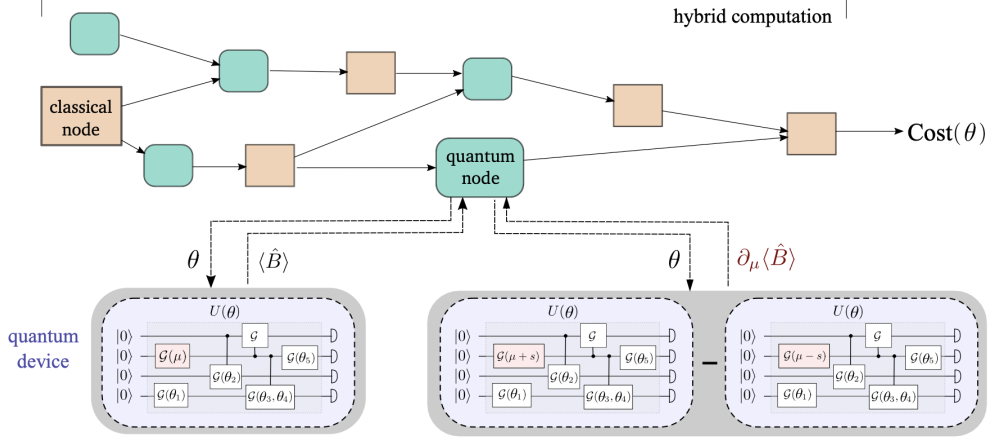 hybrid computation
classical
node
Cost(θ)
quantum
node
θ
⟨B̂⟩
θ
∂μ⟨B̂⟩
quantum
device
U(θ)
|0⟩
|0⟩
|0⟩
|0⟩
𝒢
𝒢(μ)
𝒢(θ₅)
𝒢(θ₂)
𝒢(θ₁)
𝒢(θ₃, θ₄)
U(θ)
|0⟩
|0⟩
|0⟩
|0⟩
𝒢
𝒢(μ + s)
𝒢(θ₅)
𝒢(θ₂)
𝒢(θ₁)
𝒢(θ₃, θ₄)
−
U(θ)
|0⟩
|0⟩
|0⟩
|0⟩
𝒢
𝒢(μ − s)
𝒢(θ₅)
𝒢(θ₂)
𝒢(θ₁)
𝒢(θ₃, θ₄)